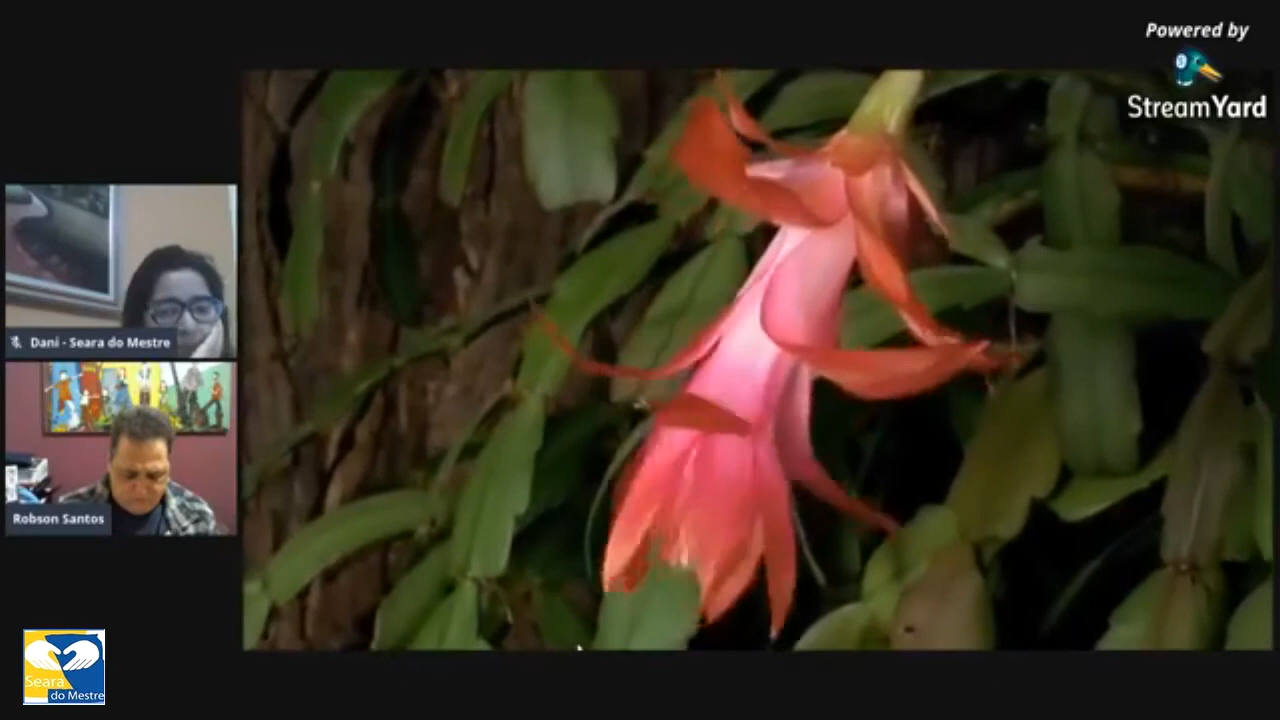 Powered by
StreamYard
Dani - Seara do Mestre
Robson Santos
Seara
do Mestre